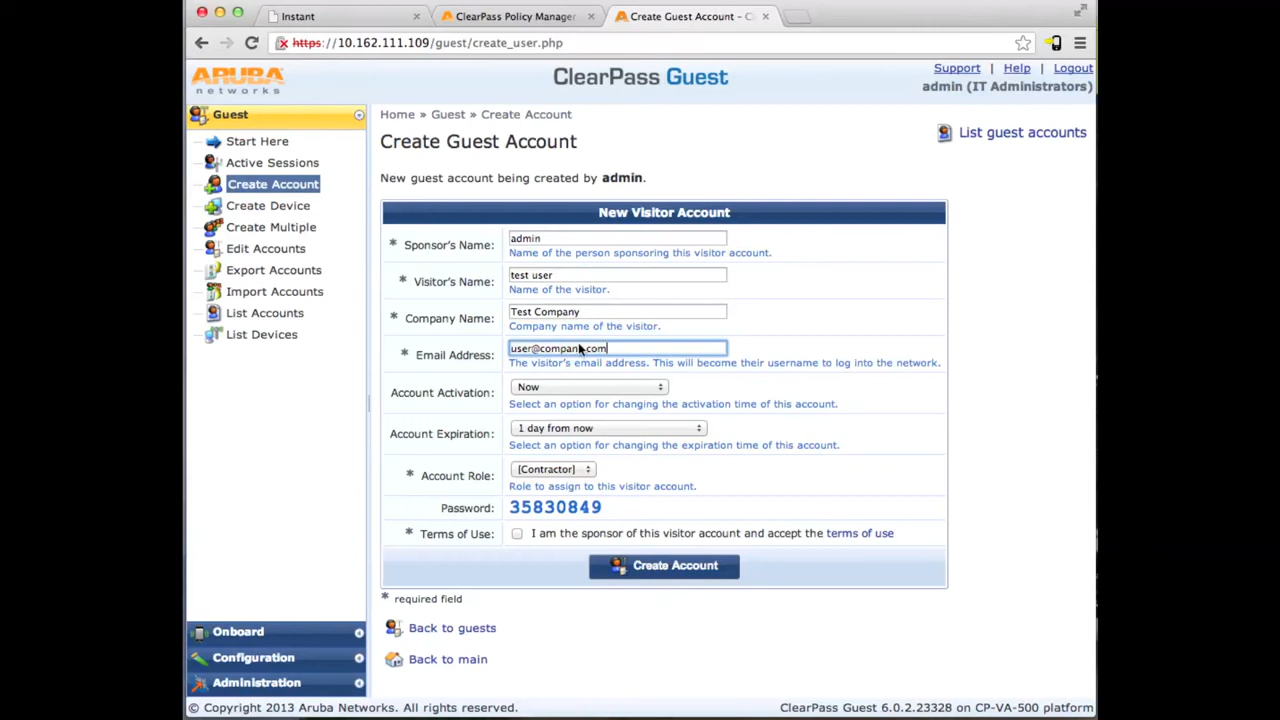 Instant
ClearPass Policy Manager
Create Guest Account - C
https://10.162.111.109/guest/create_user.php
ARUBA
networks
ClearPass Guest
Support | Help | Logout
admin (IT Administrators)
Guest
Start Here
Active Sessions
Create Account
Create Device
Create Multiple
Edit Accounts
Export Accounts
Import Accounts
List Accounts
List Devices
Onboard
Configuration
Administration
Home » Guest » Create Account
Create Guest Account
List guest accounts
New guest account being created by admin.
New Visitor Account
* Sponsor's Name: admin
Name of the person sponsoring this visitor account.
* Visitor's Name: test user
Name of the visitor.
* Company Name: Test Company
Company name of the visitor.
* Email Address: user@company.com
The visitor's email address. This will become their username to log into the network.
Account Activation: Now
Select an option for changing the activation time of this account.
Account Expiration: 1 day from now
Select an option for changing the expiration time of this account.
* Account Role: [Contractor]
Role to assign to this visitor account.
Password: 35830849
* Terms of Use: I am the sponsor of this visitor account and accept the terms of use
Create Account
* required field
Back to guests
Back to main
© Copyright 2013 Aruba Networks. All rights reserved.
ClearPass Guest 6.0.2.23328 on CP-VA-500 platform